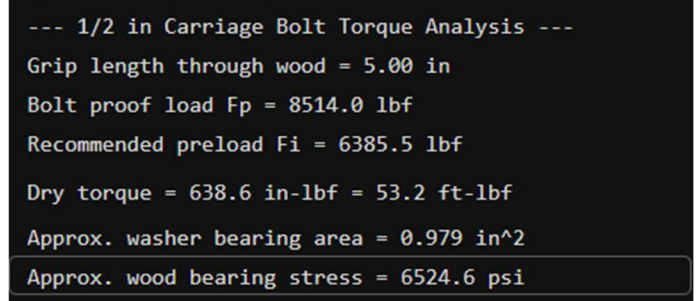 --- 1/2 in Carriage Bolt Torque Analysis ---
Grip length through wood = 5.00 in
Bolt proof load Fp = 8514.0 lbf
Recommended preload Fi = 6385.5 lbf
Dry torque = 638.6 in-lbf = 53.2 ft-lbf
Approx. washer bearing area = 0.979 in^2
Approx. wood bearing stress = 6524.6 psi